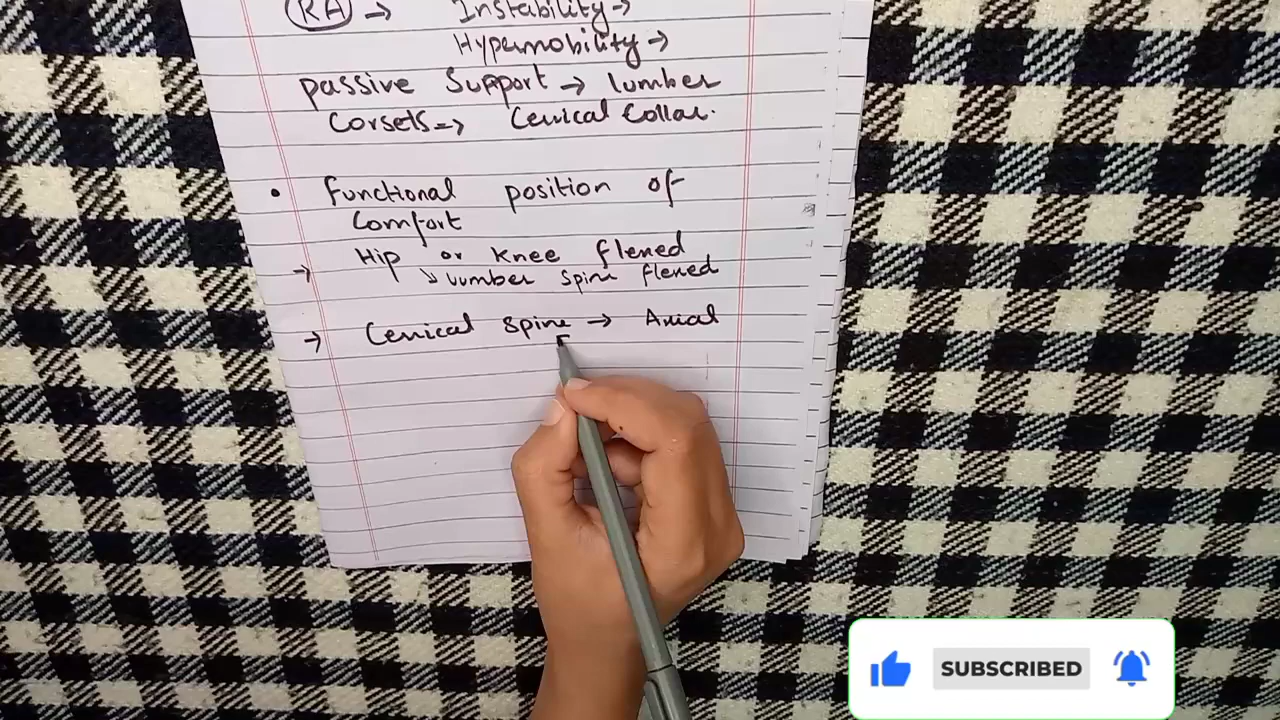 RA → Instability →
Hypermobility →
passive Support → lumber
Corsets → Cervical Collar.
• Functional position of
Comfort
→ Hip or Knee flexed
↘ lumber spine flexed
→ Cervical spine → Axial
SUBSCRIBED